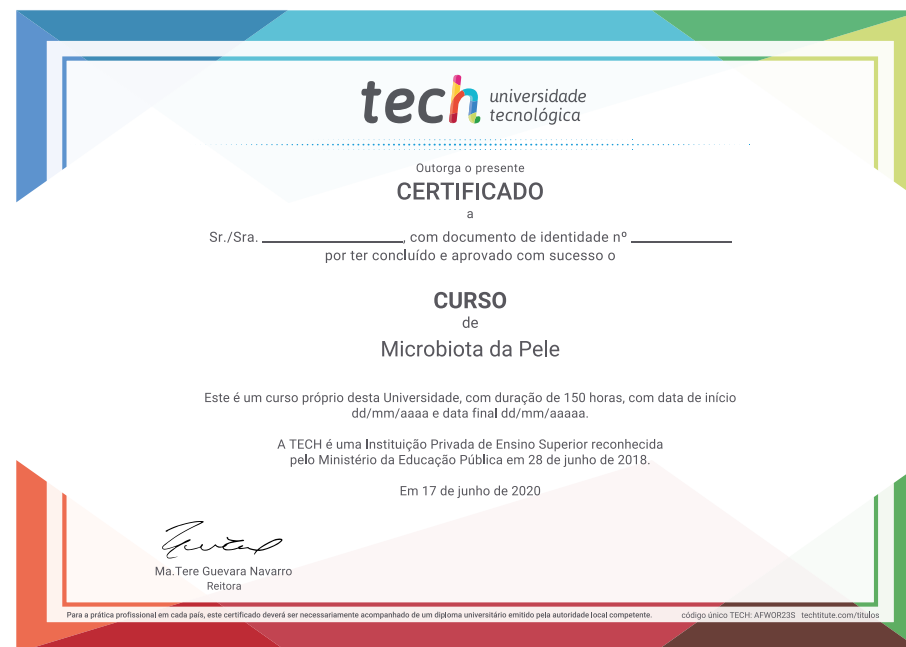 tech universidade
tecnológica
Outorga o presente
CERTIFICADO
a
Sr./Sra. ____________________, com documento de identidade nº ______________
por ter concluído e aprovado com sucesso o
CURSO
de
Microbiota da Pele
Este é um curso próprio desta Universidade, com duração de 150 horas, com data de início
dd/mm/aaaa e data final dd/mm/aaaaa.
A TECH é uma Instituição Privada de Ensino Superior reconhecida
pelo Ministério da Educação Pública em 28 de junho de 2018.
Em 17 de junho de 2020
Ma.Tere Guevara Navarro
Reitora
Para a prática profissional em cada país, este certificado deverá ser necessariamente acompanhado de um diploma universitário emitido pela autoridade local competente. código único TECH: AFWOR23S techtitute.com/titulos